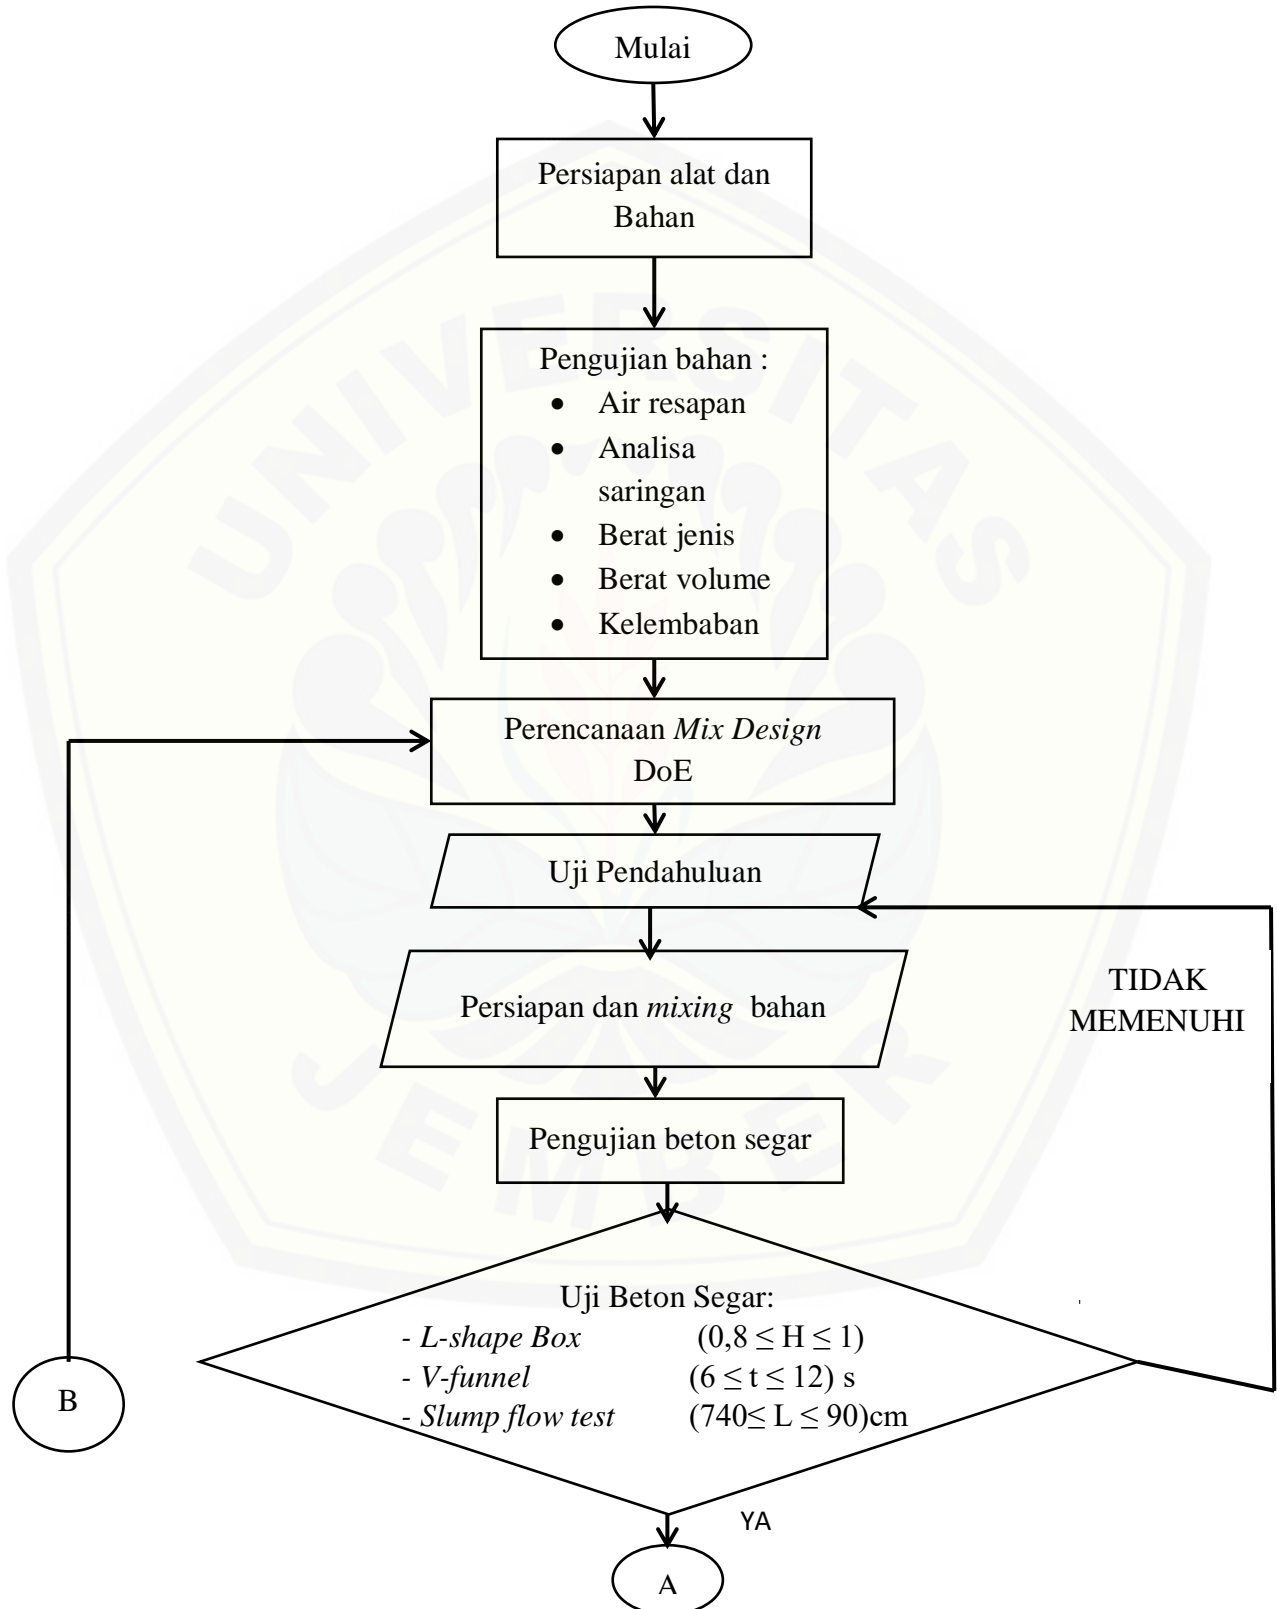 Mulai
Persiapan alat dan
Bahan
Pengujian bahan :
• Air resapan
• Analisa
saringan
• Berat jenis
• Berat volume
• Kelembaban
Perencanaan Mix Design
DoE
Uji Pendahuluan
Persiapan dan mixing bahan
TIDAK
MEMENUHI
Pengujian beton segar
Uji Beton Segar:
- L-shape Box (0,8 ≤ H ≤ 1)
- V-funnel (6 ≤ t ≤ 12) s
- Slump flow test (740≤ L ≤ 90)cm
B
YA
A
UNIVERSITAS
JEMBER